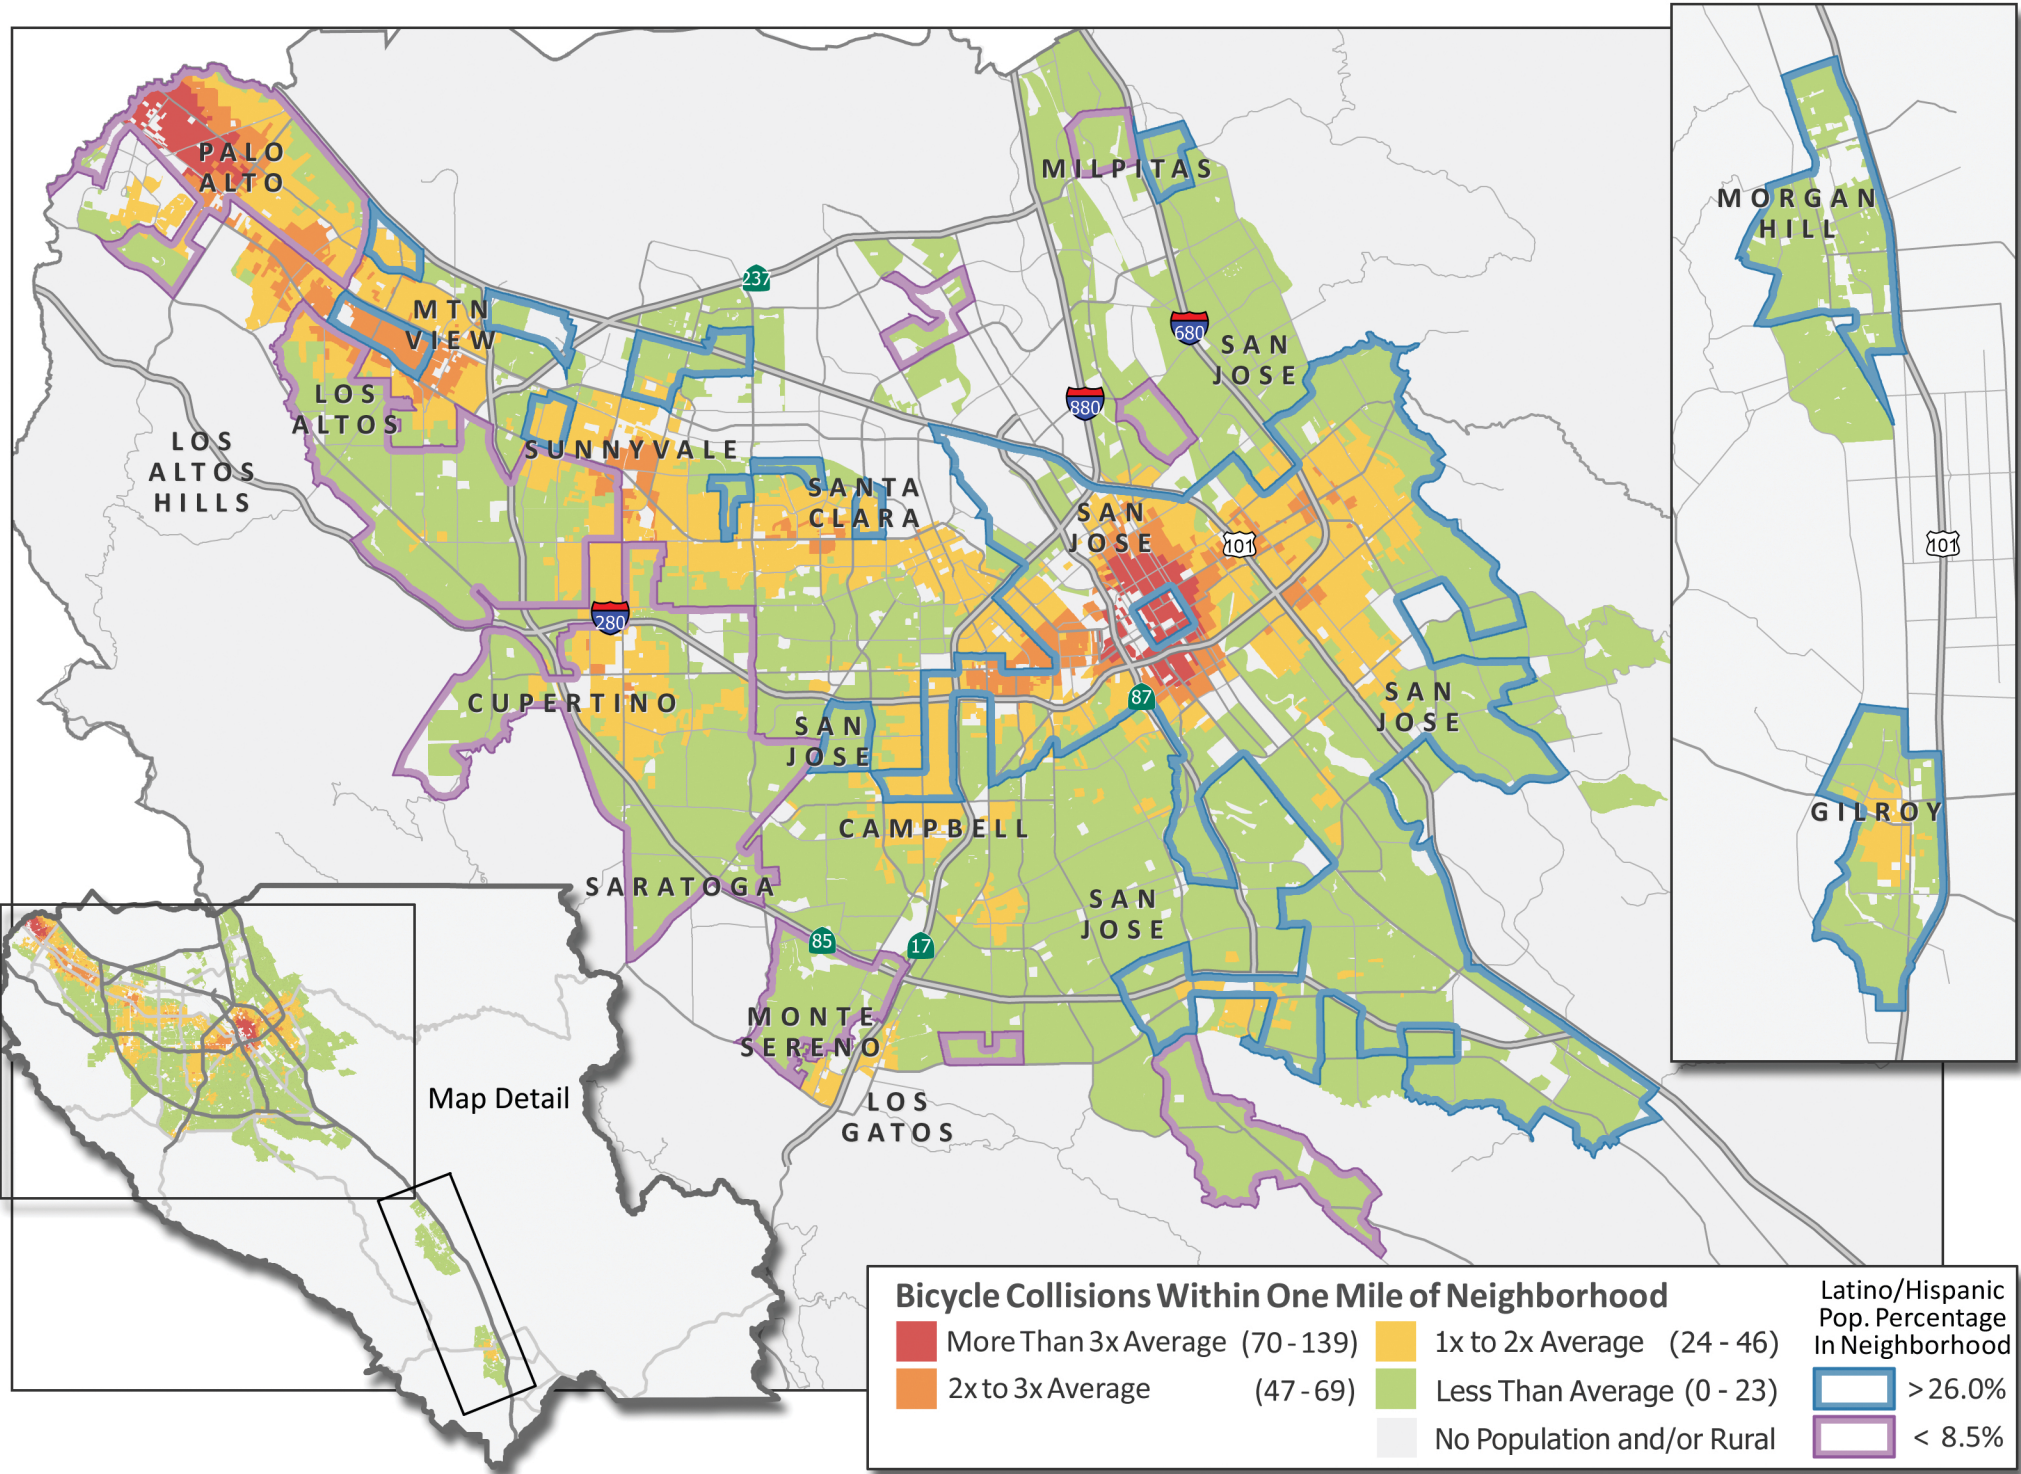 PALO
ALTO
MILPITAS
MORGAN
HILL
237
MTN
VIEW
680
SAN
JOSE
LOS
ALTOS
880
LOS
ALTOS
HILLS
SUNNYVALE
SANTA
CLARA
SAN
JOSE
101
101
280
CUPERTINO
87
SAN
JOSE
SAN
JOSE
CAMPBELL
GILROY
SARATOGA
SAN
JOSE
85
17
MONTE
SERENO
LOS
GATOS
Map Detail
Bicycle Collisions Within One Mile of Neighborhood
More Than 3x Average (70 - 139)
2x to 3x Average (47 - 69)
1x to 2x Average (24 - 46)
Less Than Average (0 - 23)
No Population and/or Rural
Latino/Hispanic
Pop. Percentage
In Neighborhood
> 26.0%
< 8.5%